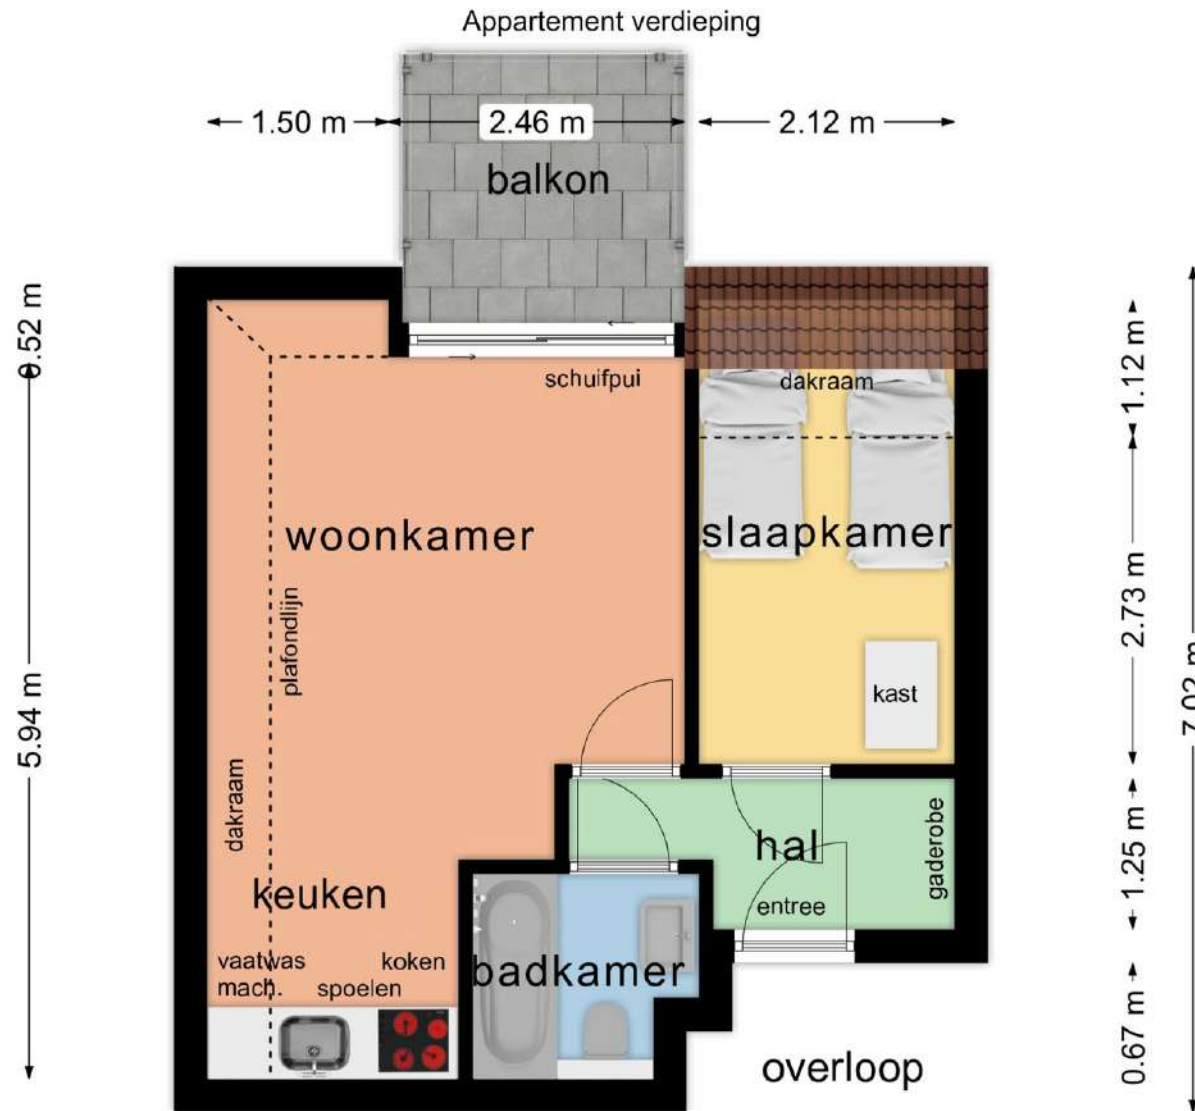 Appartement verdieping
1.50 m
2.46 m
2.12 m
balkon
0.52 m
1.12 m
schuifpui
dakraam
woonkamer
slaapkamer
plafondlijn
2.73 m
5.94 m
7.02 m
kast
dakraam
hal
gaderobe
1.25 m
keuken
entree
vaatwas
mach.
spoelen
koken
badkamer
0.67 m
overloop